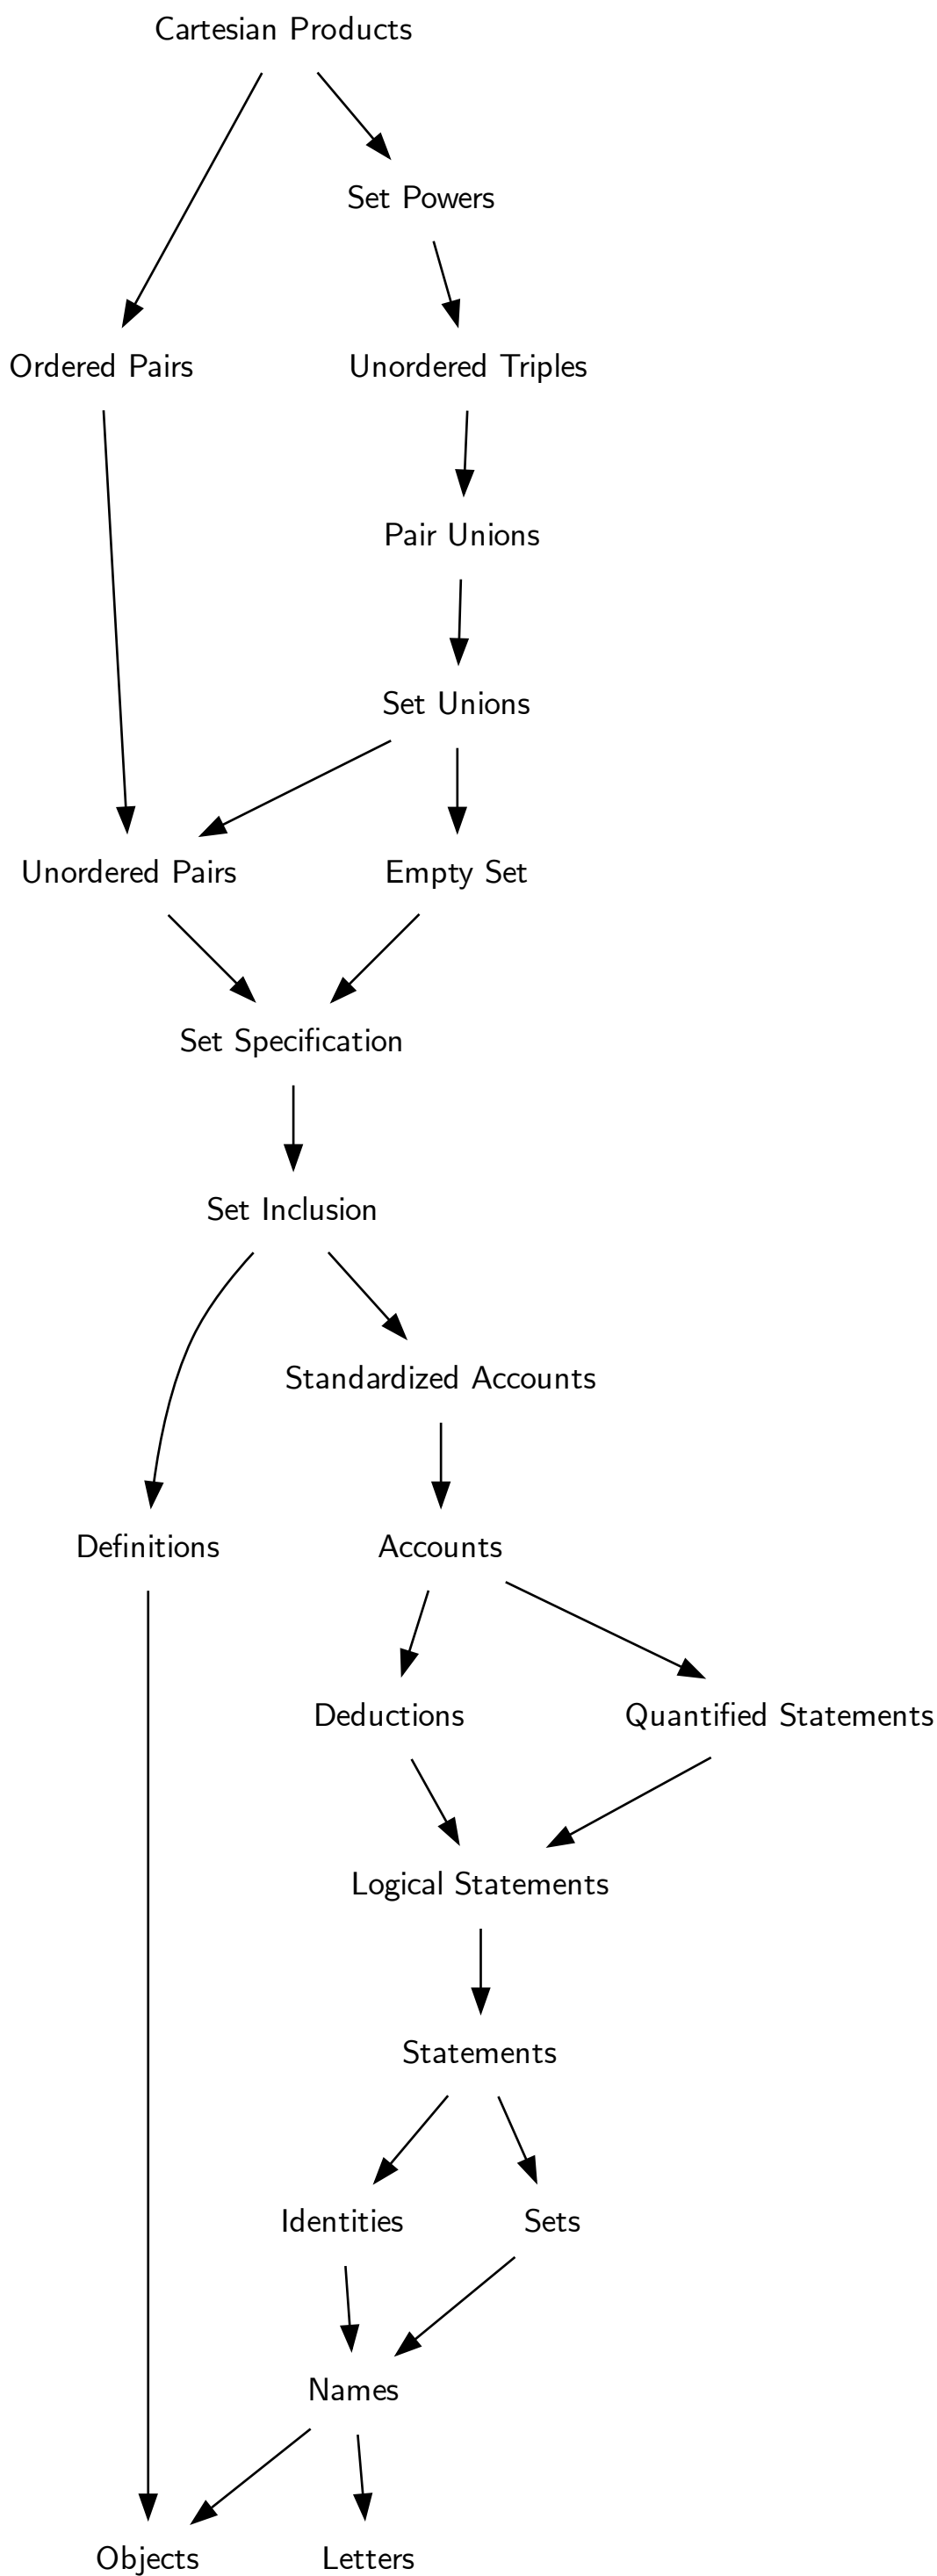 Cartesian Products
Set Powers
Ordered Pairs
Unordered Triples
Pair Unions
Set Unions
Unordered Pairs
Empty Set
Set Specification
Set Inclusion
Standardized Accounts
Definitions
Accounts
Deductions
Quantified Statements
Logical Statements
Statements
Identities
Sets
Names
Objects
Letters